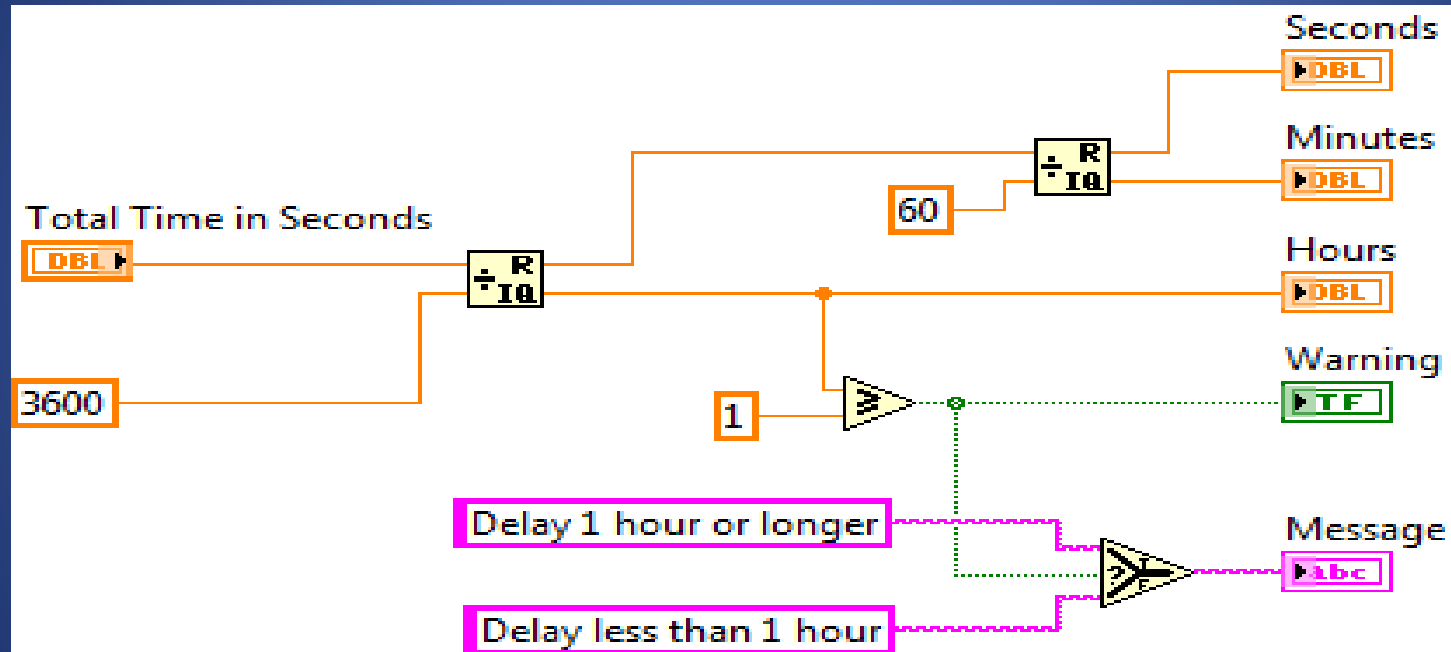 Seconds
DBL
R
÷
IQ
Minutes
DBL
60
Total Time in Seconds
DBL
R
÷
IQ
Hours
DBL
3600
1
≥
Warning
TF
Delay 1 hour or longer
Message
?
T
F
abc
Delay less than 1 hour